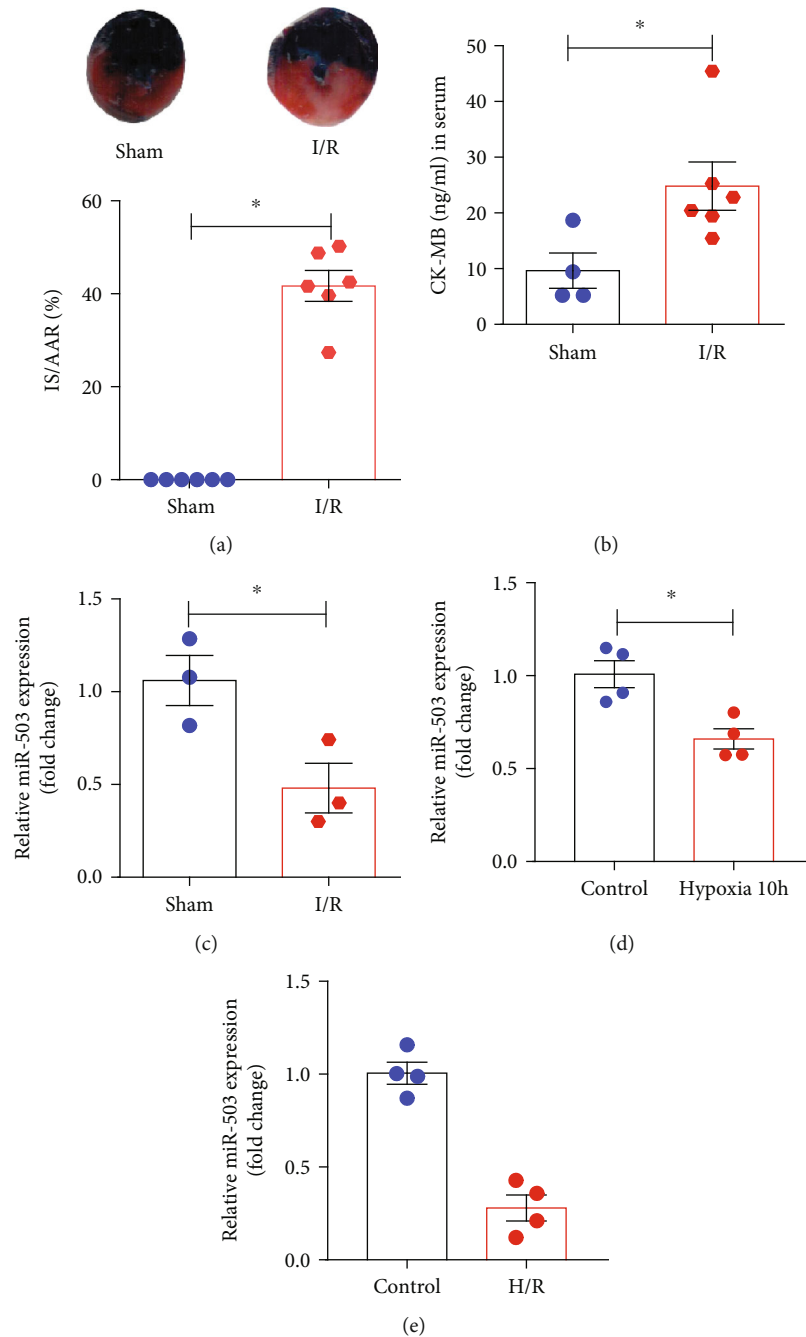 Sham
I/R
*
IS/AAR (%)
60
40
20
0
Sham
I/R
(a)
*
CK-MB (ng/ml) in serum
50
40
30
20
10
0
Sham
I/R
(b)
*
Relative miR-503 expression
(fold change)
1.5
1.0
0.5
0.0
Sham
I/R
(c)
*
Relative miR-503 expression
(fold change)
1.5
1.0
0.5
0.0
Control
Hypoxia 10h
(d)
Relative miR-503 expression
(fold change)
1.5
1.0
0.5
0.0
Control
H/R
(e)